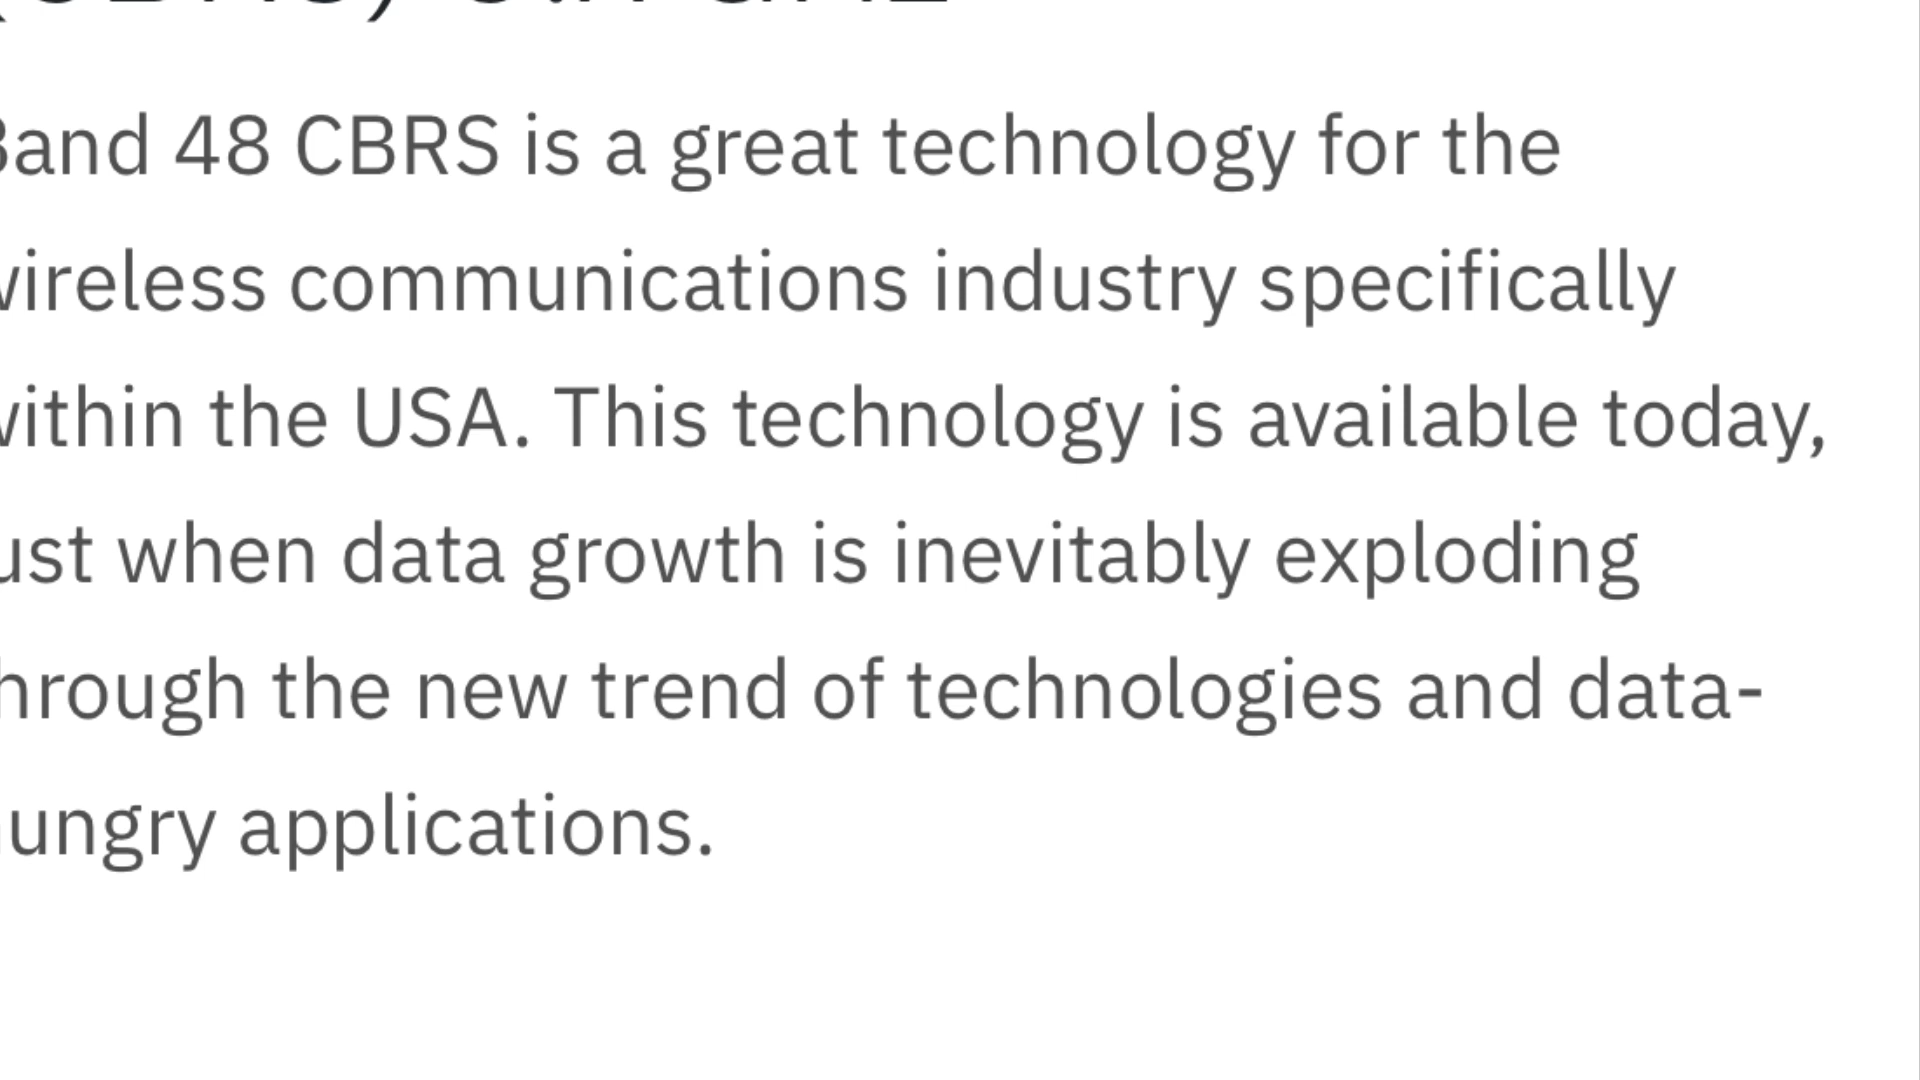 Band 48 CBRS is a great technology for the
wireless communications industry specifically
within the USA. This technology is available today,
just when data growth is inevitably exploding
through the new trend of technologies and data-
hungry applications.